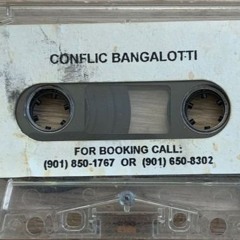 CONFLIC BANGALOTTI
FOR BOOKING CALL:
(901) 850-1767 OR (901) 650-8302